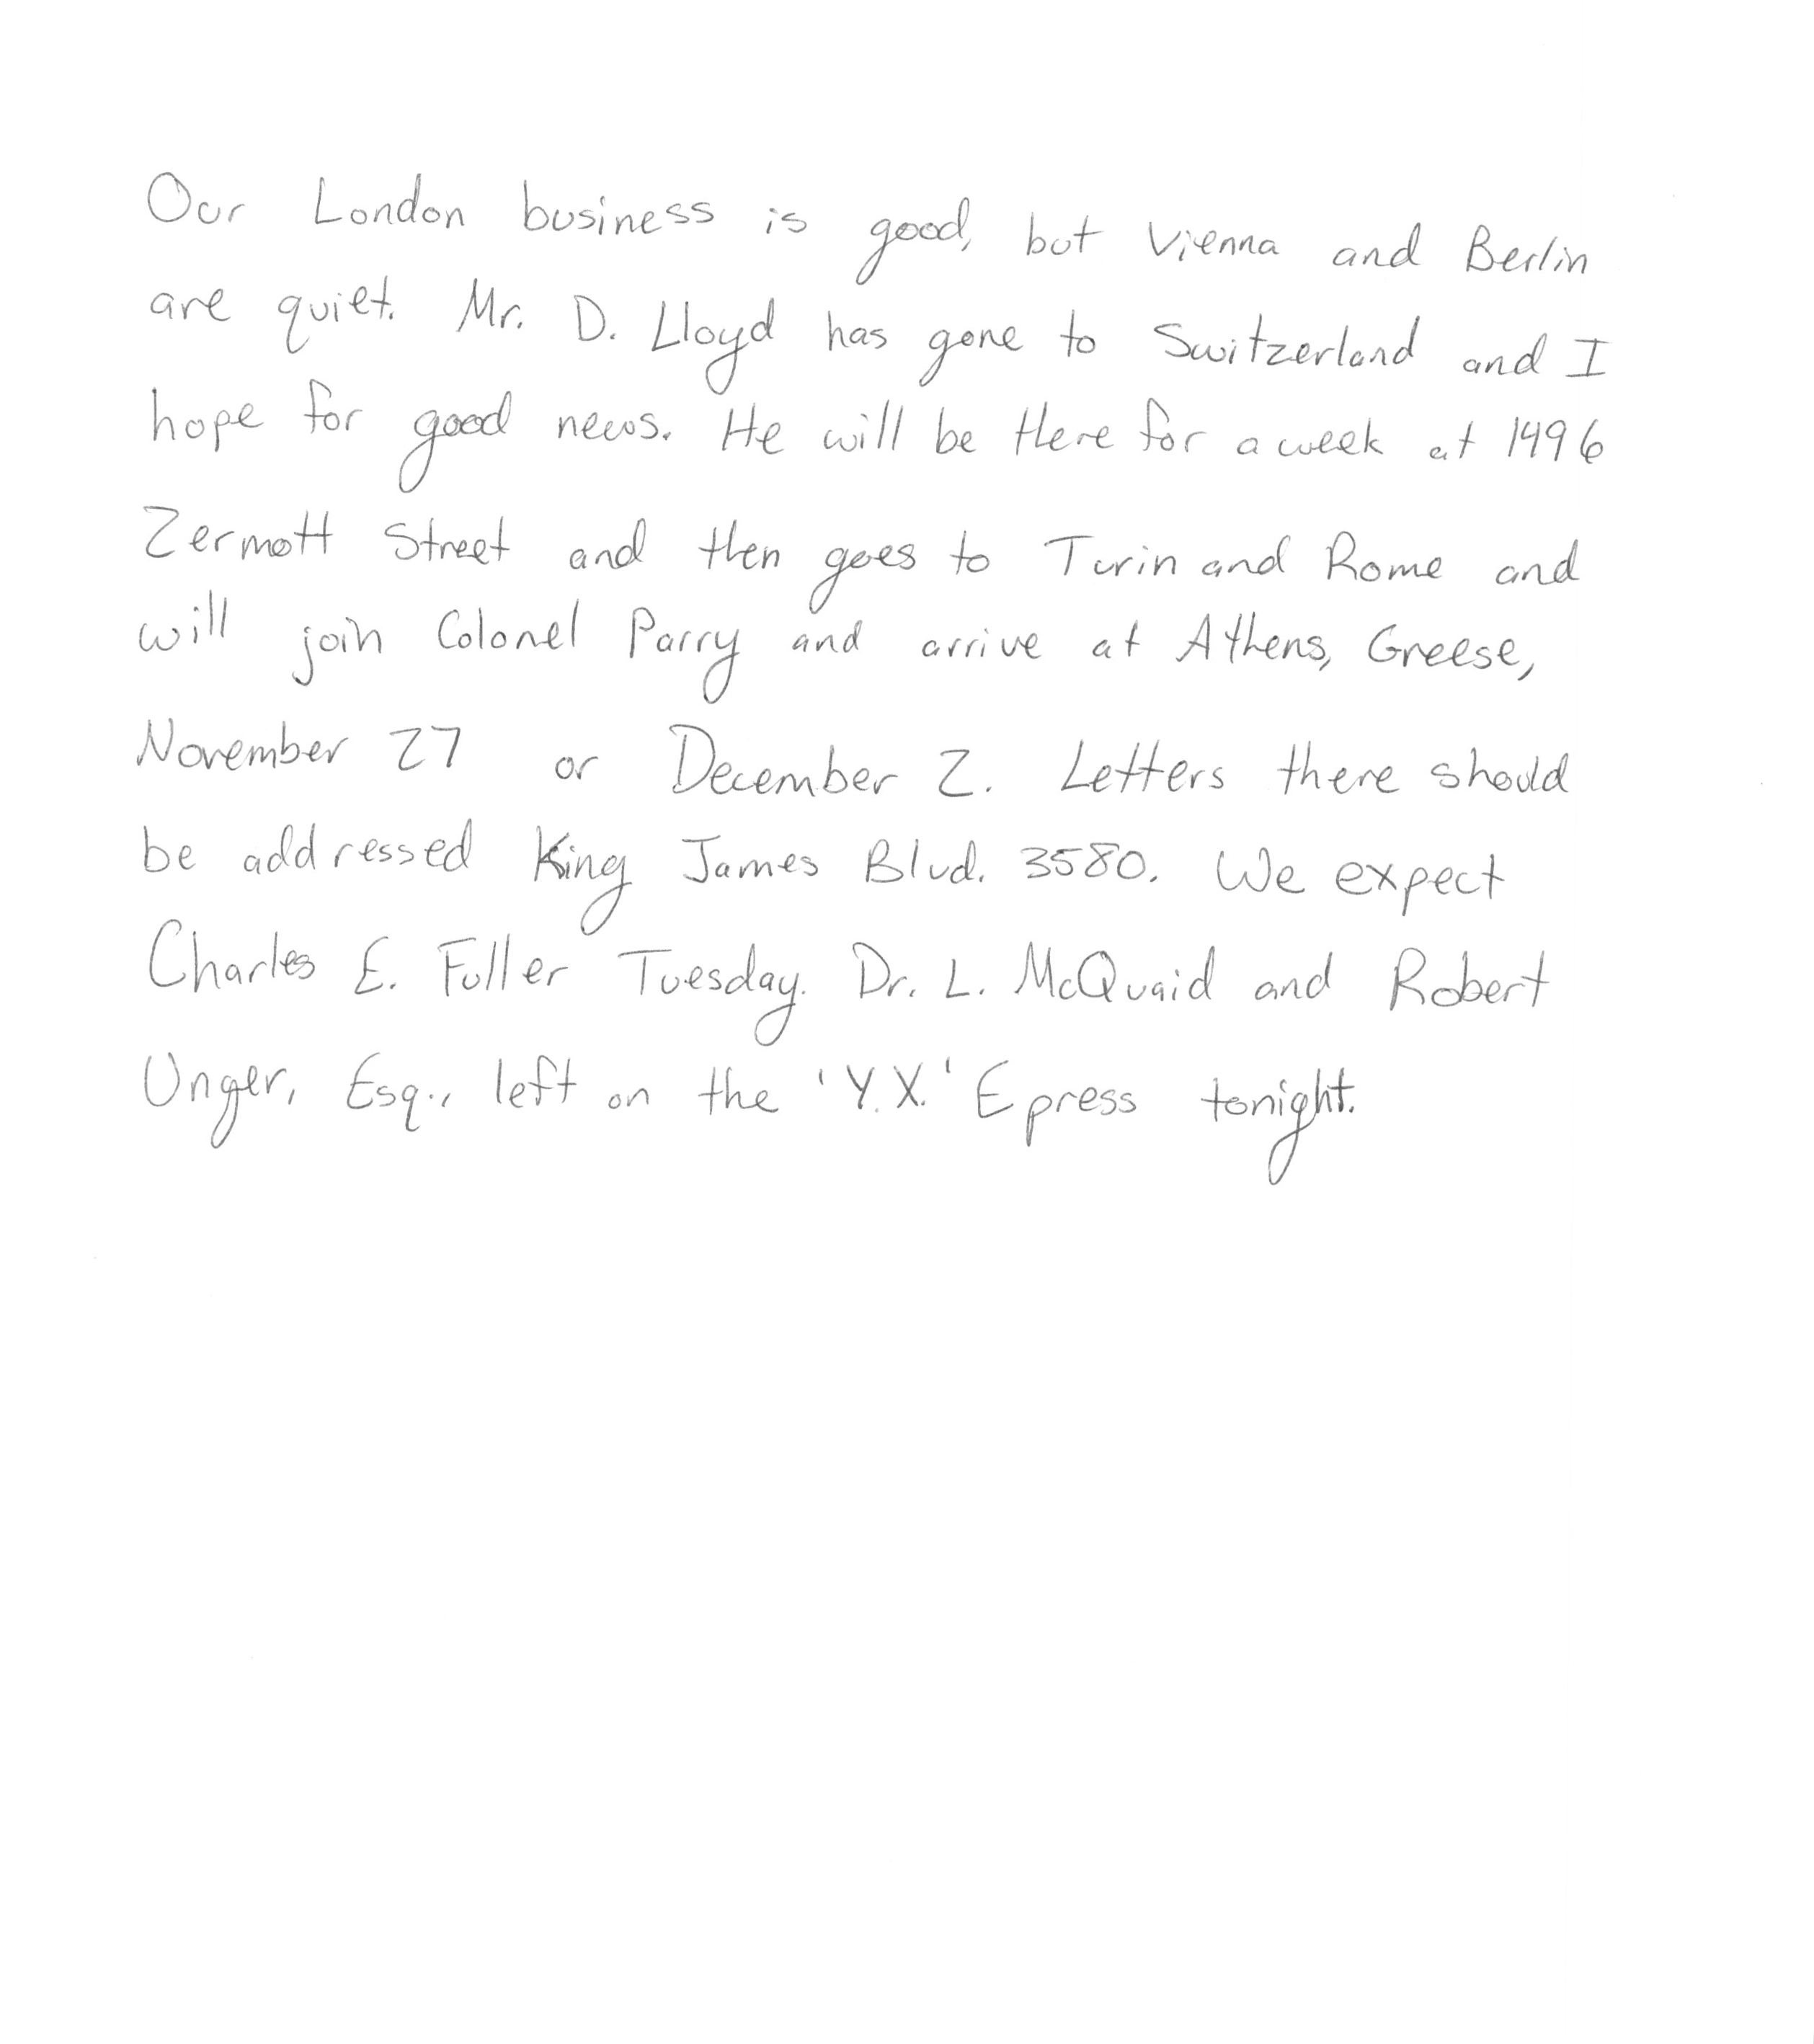 Our London business is good, but Vienna and Berlin
are quiet. Mr. D. Lloyd has gone to Switzerland and I
hope for good news. He will be there for a week at 1496
Zermott Street and then goes to Turin and Rome and
will join Colonel Parry and arrive at Athens, Greese,
November 27 or December 2. Letters there should
be addressed King James Blvd. 3580. We expect
Charles E. Fuller Tuesday. Dr. L. McQuaid and Robert
Unger, Esq., left on the 'Y.X.' Epress tonight.